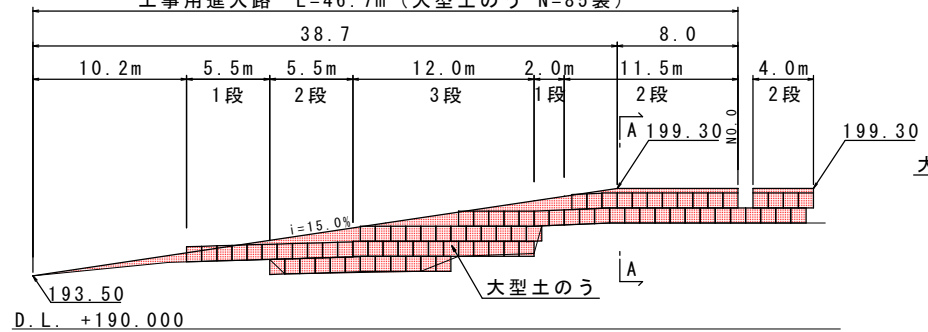 工事用進入路 L=46.7m (大型土のう N=85袋)
38.7 8.0
10.2m 5.5m 5.5m 12.0m 2.0m 11.5m 4.0m
1段 2段 3段 1段 2段 2段
A 199.30 NO.0 199.30
大
i=15.0%
A
大型土のう
193.50
D.L. +190.000